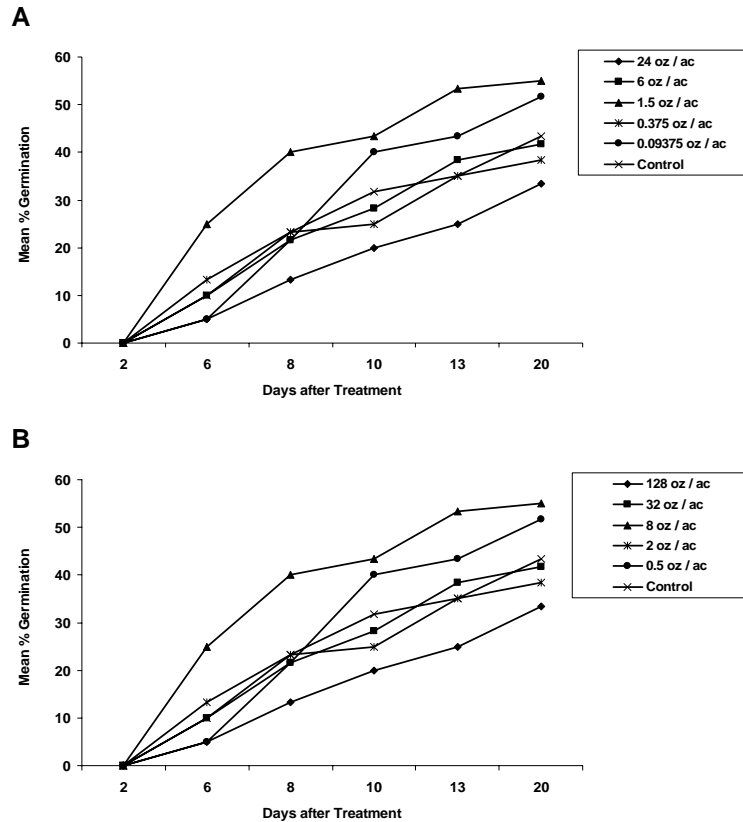 A
60
50
40
30
20
10
0
Mean % Germination
2 6 8 10 13 20
Days after Treatment
24 oz / ac
6 oz / ac
1.5 oz / ac
0.375 oz / ac
0.09375 oz / ac
Control
B
60
50
40
30
20
10
0
Mean % Germination
2 6 8 10 13 20
Days after Treatment
128 oz / ac
32 oz / ac
8 oz / ac
2 oz / ac
0.5 oz / ac
Control